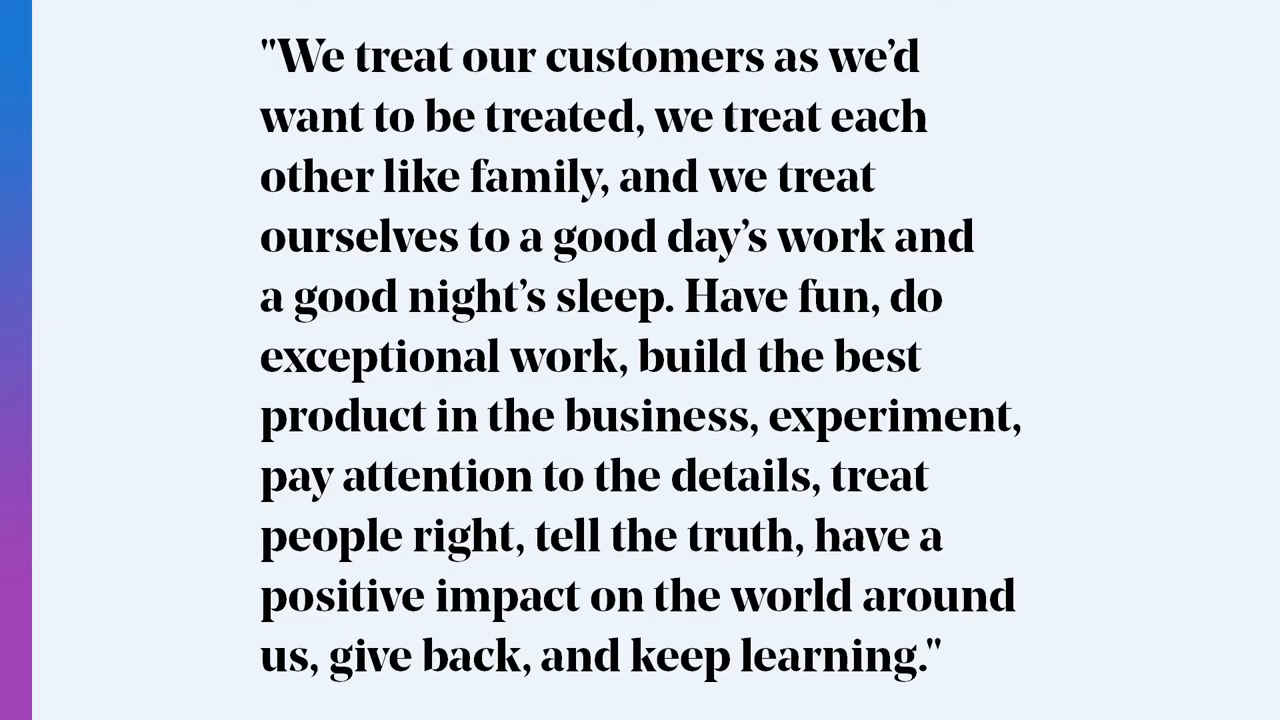 "We treat our customers as we’d
want to be treated, we treat each
other like family, and we treat
ourselves to a good day’s work and
a good night’s sleep. Have fun, do
exceptional work, build the best
product in the business, experiment,
pay attention to the details, treat
people right, tell the truth, have a
positive impact on the world around
us, give back, and keep learning."